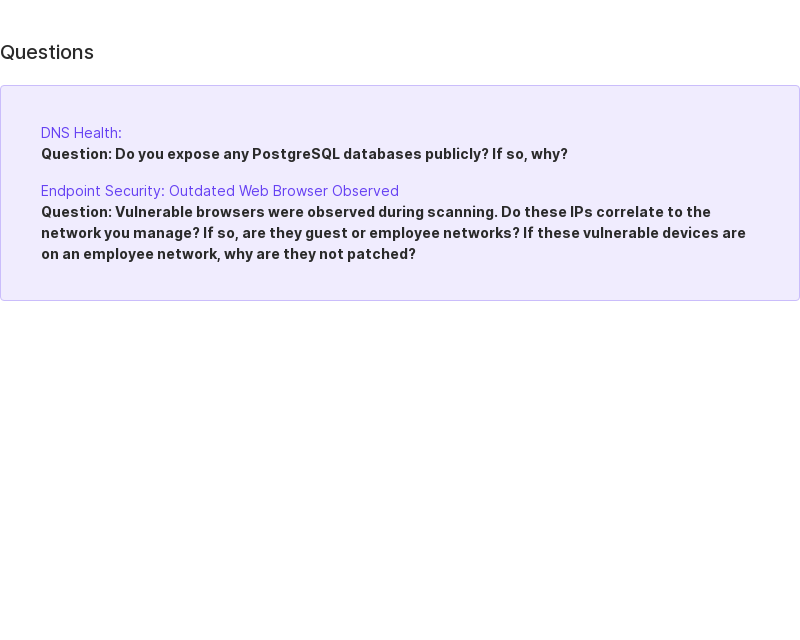 Questions
DNS Health:
Question: Do you expose any PostgreSQL databases publicly? If so, why?
Endpoint Security: Outdated Web Browser Observed
Question: Vulnerable browsers were observed during scanning. Do these IPs correlate to the
network you manage? If so, are they guest or employee networks? If these vulnerable devices are
on an employee network, why are they not patched?